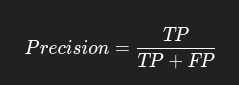 Precision = TP / (TP + FP)